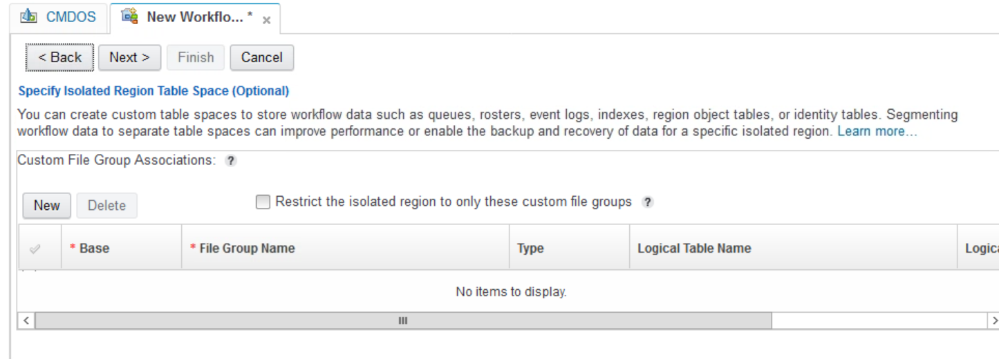 CMDOS New Workflo... * x
< Back Next > Finish Cancel
Specify Isolated Region Table Space (Optional)
You can create custom table spaces to store workflow data such as queues, rosters, event logs, indexes, region object tables, or identity tables. Segmenting
workflow data to separate table spaces can improve performance or enable the backup and recovery of data for a specific isolated region. Learn more...
Custom File Group Associations: ?
New Delete Restrict the isolated region to only these custom file groups ?
* Base * File Group Name Type Logical Table Name Logica
No items to display.